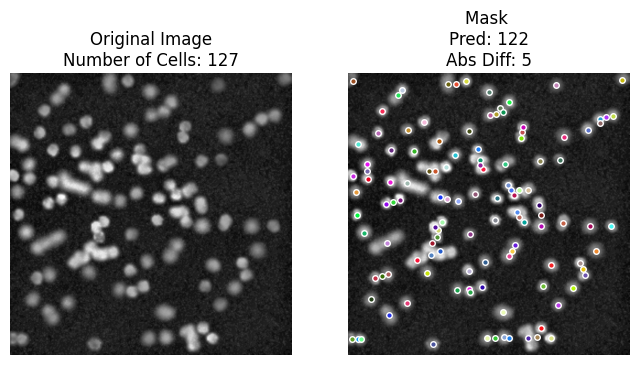 Original Image
Number of Cells: 127
Mask
Pred: 122
Abs Diff: 5